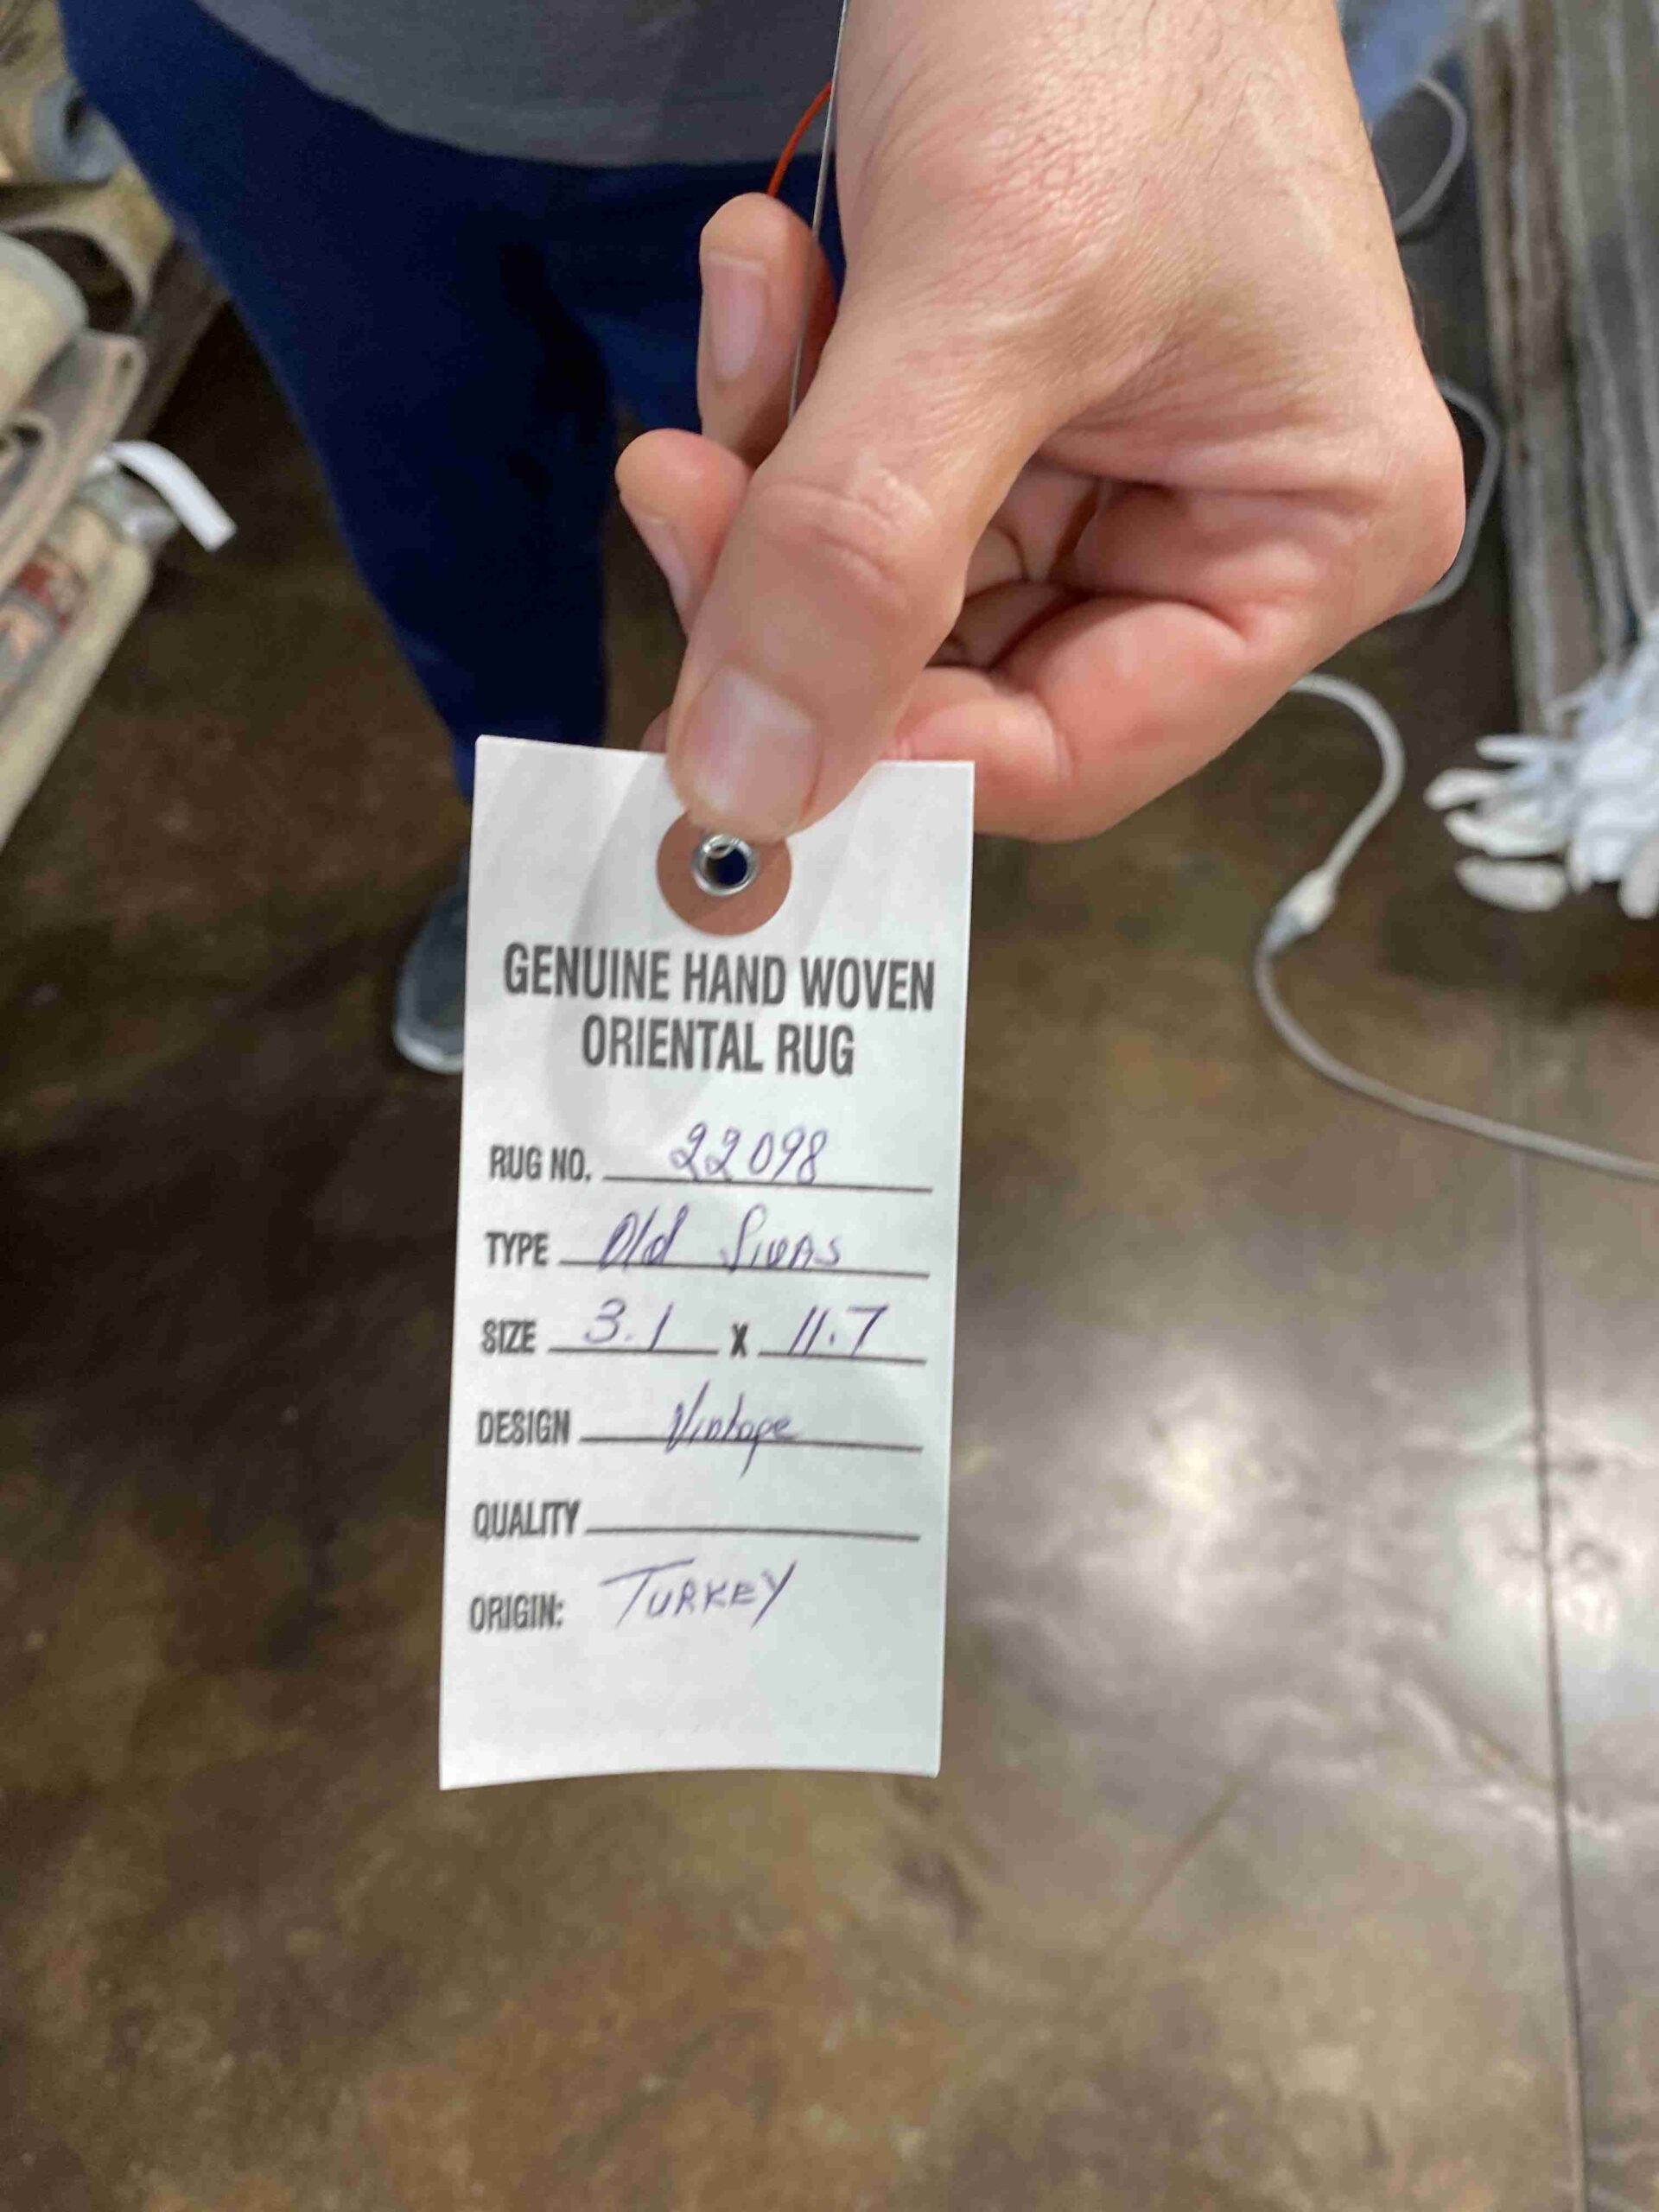 GENUINE HAND WOVEN
ORIENTAL RUG
RUG NO. 22098
TYPE Old Sivas
SIZE 3.1 X 11.7
DESIGN Vintage
QUALITY
ORIGIN: TURKEY